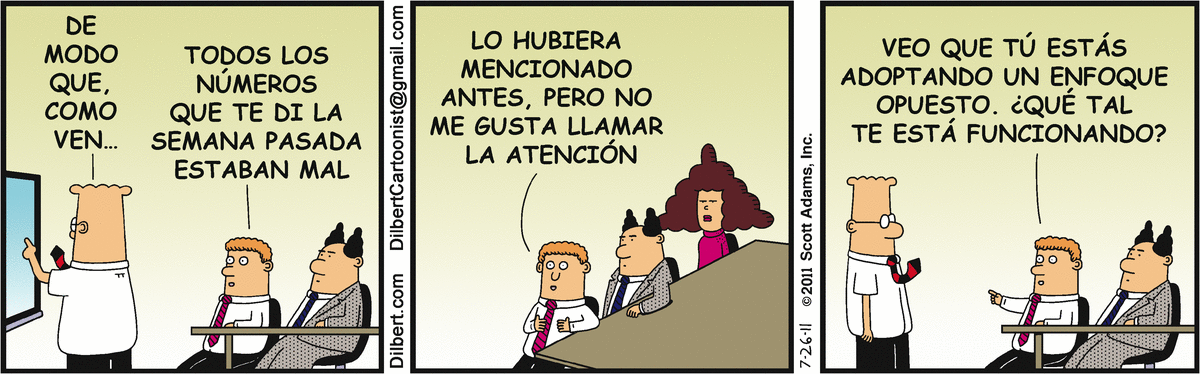 DE
MODO
QUE,
COMO
VEN...
TODOS LOS
NÚMEROS
QUE TE DI LA
SEMANA PASADA
ESTABAN MAL
Dilbert.com DilbertCartoonist@gmail.com
LO HUBIERA
MENCIONADO
ANTES, PERO NO
ME GUSTA LLAMAR
LA ATENCIÓN
7-26-11 ©2011 Scott Adams, Inc.
VEO QUE TÚ ESTÁS
ADOPTANDO UN ENFOQUE
OPUESTO. ¿QUÉ TAL
TE ESTÁ FUNCIONANDO?